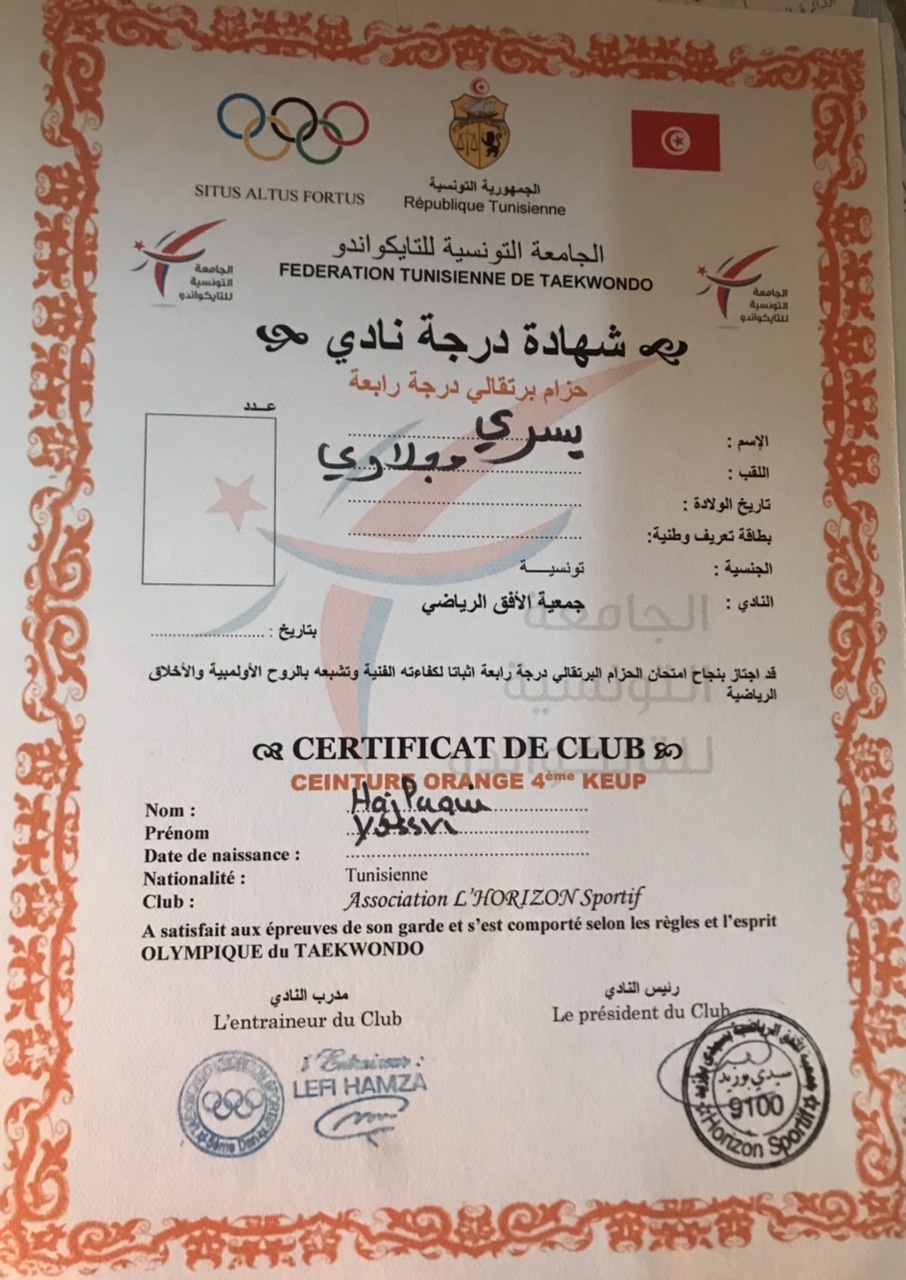 SITUS ALTUS FORTUS
الجمهورية التونسية
République Tunisienne
الجامعة التونسية للتايكواندو
FEDERATION TUNISIENNE DE TAEKWONDO
الجامعة
التونسية
للتايكواندو
الجامعة
التونسية
للتايكواندو
شهادة درجة نادي
حزام برتقالي درجة رابعة
عـدد
الإسم : يسري
اللقب :
تاريخ الولادة :
بطاقة تعريف وطنية:
الجنسية : تونسيـــة
النادي : جمعية الأفق الرياضي
بتاريخ :
الجامعة
التونسية
للتايكواندو
قد اجتاز بنجاح امتحان الحزام البرتقالي درجة رابعة اثباتا لكفاءته الفنية وتشبعه بالروح الأولمبية والأخلاق
الرياضية
CERTIFICAT DE CLUB
CEINTURE ORANGE 4ème KEUP
Nom :
Prénom
Date de naissance :
Nationalité : Tunisienne
Club : Association L'HORIZON Sportif
A satisfait aux épreuves de son garde et s'est comporté selon les règles et l'esprit
OLYMPIQUE du TAEKWONDO
مدرب النادي
L'entraineur du Club
رئيس النادي
Le président du Club
l'Entraineur :
LEFI HAMZA
سيدي بوزيد
9100
Horizon Sportif